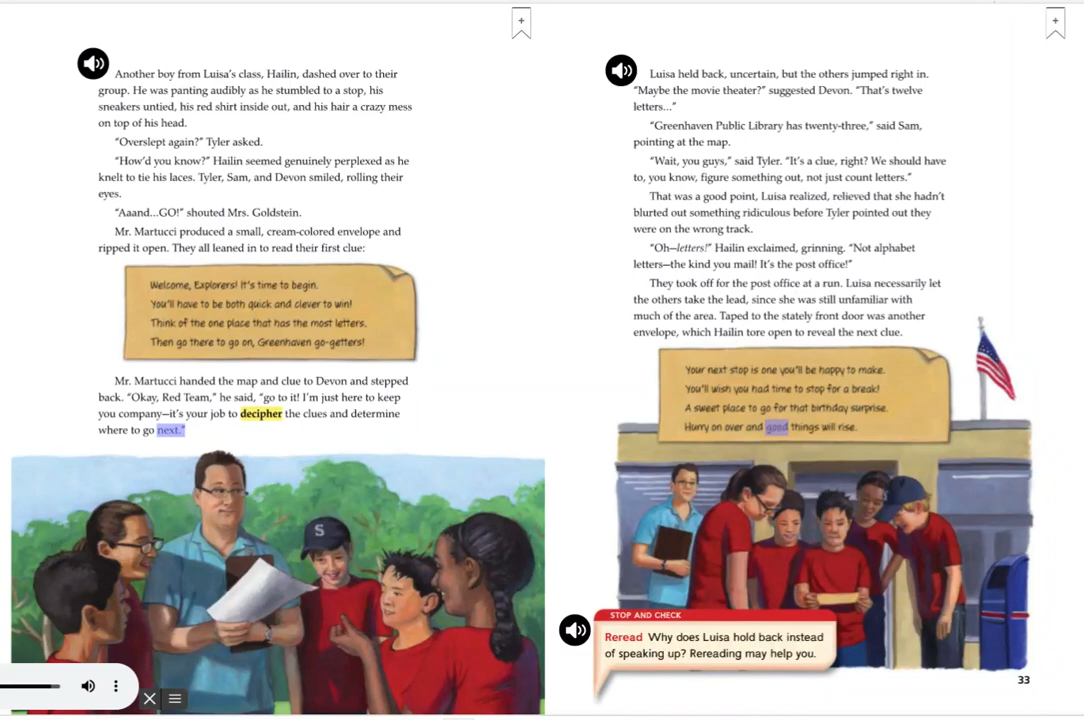 Another boy from Luisa's class, Hailin, dashed over to their
group. He was panting audibly as he stumbled to a stop, his
sneakers untied, his red shirt inside out, and his hair a crazy mess
on top of his head.
"Overslept again?" Tyler asked.
"How'd you know?" Hailin seemed genuinely perplexed as he
knelt to tie his laces. Tyler, Sam, and Devon smiled, rolling their
eyes.
"Aaand...GO!" shouted Mrs. Goldstein.
Mr. Martucci produced a small, cream-colored envelope and
ripped it open. They all leaned in to read their first clue:
Welcome, Explorers! It's time to begin.
You'll have to be both quick and clever to win!
Think of the one place that has the most letters.
Then go there to go on, Greenhaven go-getters!
Mr. Martucci handed the map and clue to Devon and stepped
back. "Okay, Red Team," he said, "go to it! I'm just here to keep
you company—it's your job to decipher the clues and determine
where to go next."
S
Luisa held back, uncertain, but the others jumped right in.
"Maybe the movie theater?" suggested Devon. "That's twelve
letters..."
"Greenhaven Public Library has twenty-three," said Sam,
pointing at the map.
"Wait, you guys," said Tyler. "It's a clue, right? We should have
to, you know, figure something out, not just count letters."
That was a good point, Luisa realized, relieved that she hadn't
blurted out something ridiculous before Tyler pointed out they
were on the wrong track.
"Oh—letters!" Hailin exclaimed, grinning. "Not alphabet
letters—the kind you mail! It's the post office!"
They took off for the post office at a run. Luisa necessarily let
the others take the lead, since she was still unfamiliar with
much of the area. Taped to the stately front door was another
envelope, which Hailin tore open to reveal the next clue.
Your next stop is one you'll be happy to make.
You'll wish you had time to stop for a break!
A sweet place to go for that birthday surprise.
Hurry on over and good things will rise.
STOP AND CHECK
Reread Why does Luisa hold back instead
of speaking up? Rereading may help you.
33